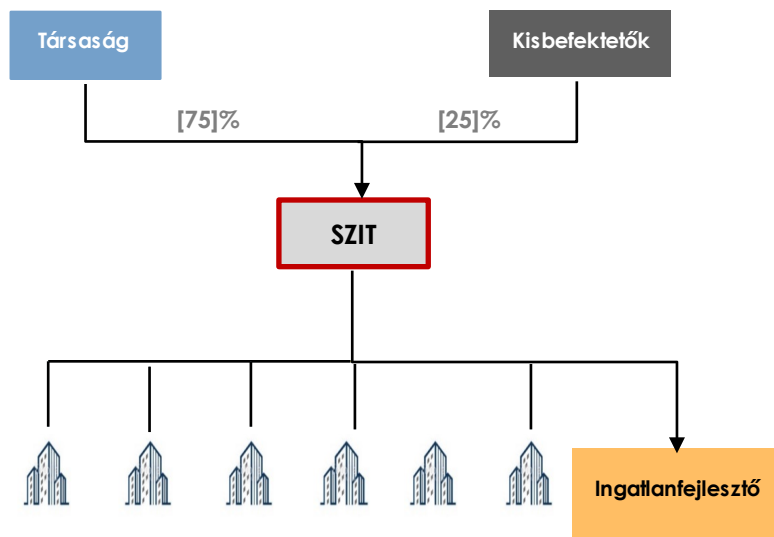 Társaság
Kisbefektetők
[75]%
[25]%
SZIT
Ingatlanfejlesztő